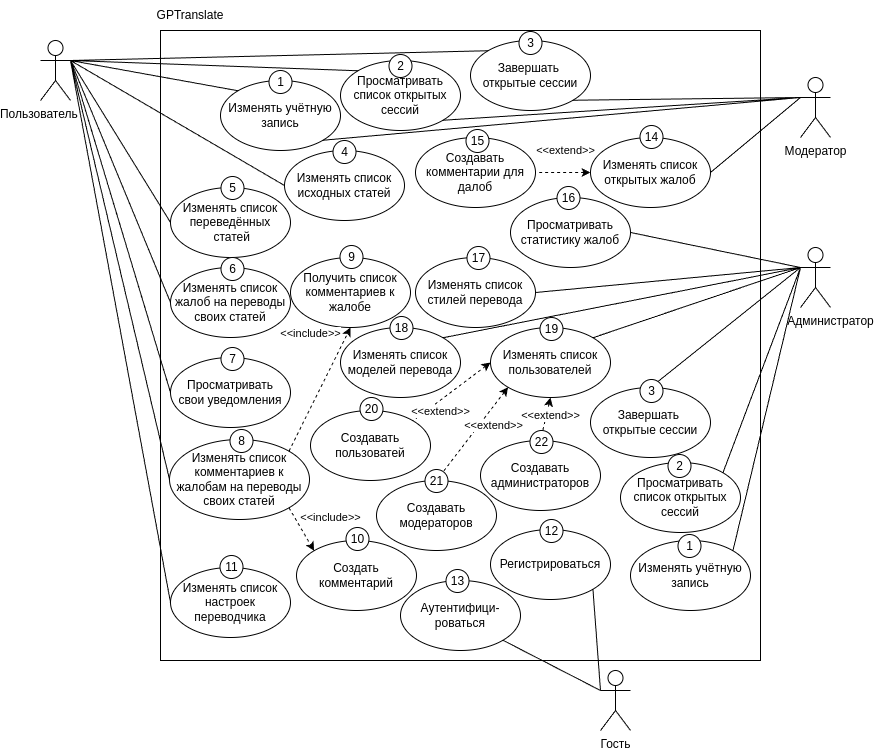 GPTranslate
Пользователь
Модератор
Администратор
Гость
1
Изменять учётную
запись
2
Просматривать
список открытых
сессий
3
Завершать
открытые сессии
4
Изменять список
исходных статей
15
Создавать
комментарии для
далоб
<<extend>>
14
Изменять список
открытых жалоб
5
Изменять список
переведённых
статей
16
Просматривать
статистику жалоб
6
Изменять список
жалоб на переводы
своих статей
9
Получить список
комментариев к
жалобе
17
Изменять список
стилей перевода
<<include>>
18
Изменять список
моделей перевода
19
Изменять список
пользователей
7
Просматривать
свои уведомления
20
Создавать
пользоватей
<<extend>>
<<extend>>
<<extend>>
3
Завершать
открытые сессии
8
Изменять список
комментариев к
жалобам на переводы
своих статей
22
Создавать
администраторов
2
Просматривать
список открытых
сессий
21
Создавать
модераторов
<<include>>
10
Создать
комментарий
12
Регистрироваться
1
Изменять учётную
запись
11
Изменять список
настроек
переводчика
13
Аутентифици-
роваться